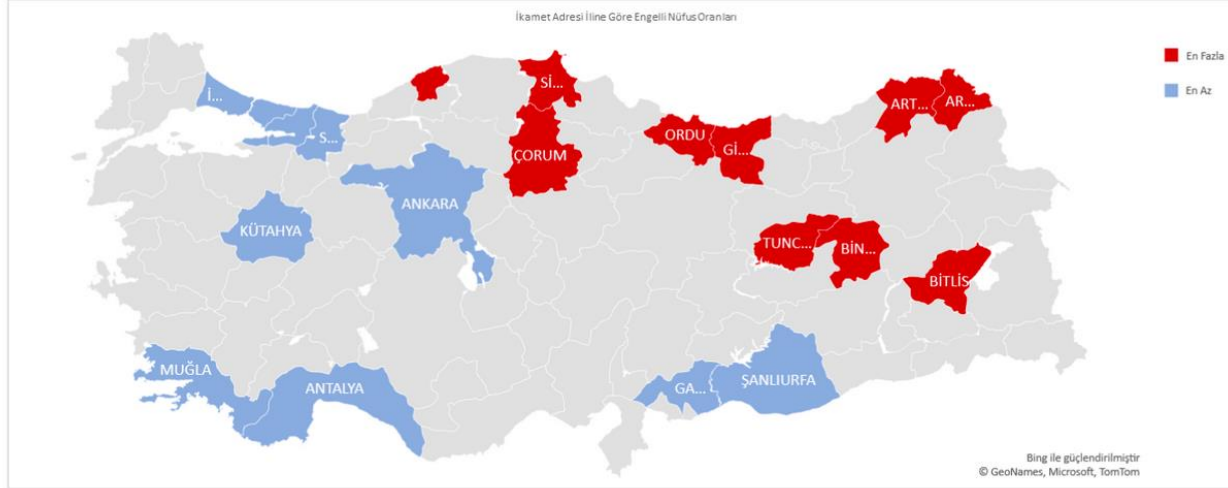 İkamet Adresi İline Göre Engelli Nüfus Oranları
En Fazla
En Az
İ...
Sİ...
S...
ART...
AR...
ORDU
Gİ...
ÇORUM
ANKARA
KÜTAHYA
TUNC...
BİN...
BİTLİS
MUĞLA
ANTALYA
GA...
ŞANLIURFA
Bing ile güçlendirilmiştir
© GeoNames, Microsoft, TomTom